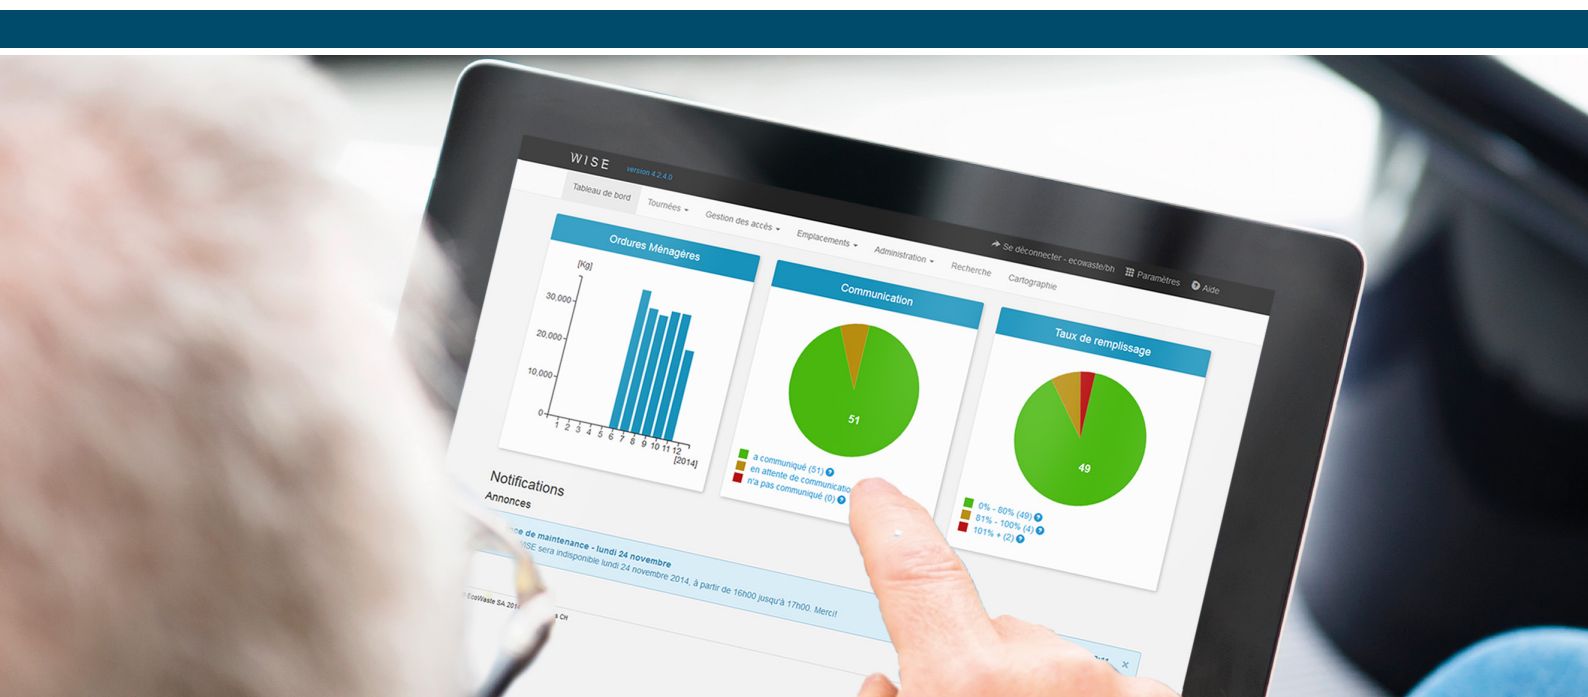 WISE version 4.2.4.0
Se déconnecter - ecowaste/bh Paramètres Aide
Tableau de bord Tournées Gestion des accès Emplacements Administration Recherche Cartographie
Ordures Ménagères
[Kg]
30,000
20,000
10,000
0
1 2 3 4 5 6 7 8 9 10 11 12
[2014]
Communication
51
a communiqué (51)
en attente de
n'a pas communiqué (0)
Taux de remplissage
49
0% - 80% (49)
81% - 100% (4)
101% + (2)
Notifications
Annonces
de maintenance - lundi 24 novembre
sera indisponible lundi 24 novembre 2014, à partir de 16h00 jusqu'à 17h00. Merci!
EcoWaste SA CH